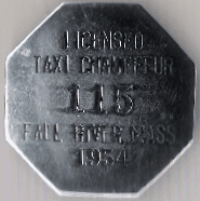 LICENSED
TAXI CHAUFFEUR
115
FALL RIVER MASS
1954